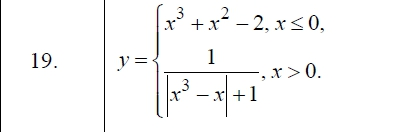 19. y = { x³ + x² − 2, x ≤ 0,
1 / (|x³ − x| + 1), x > 0.